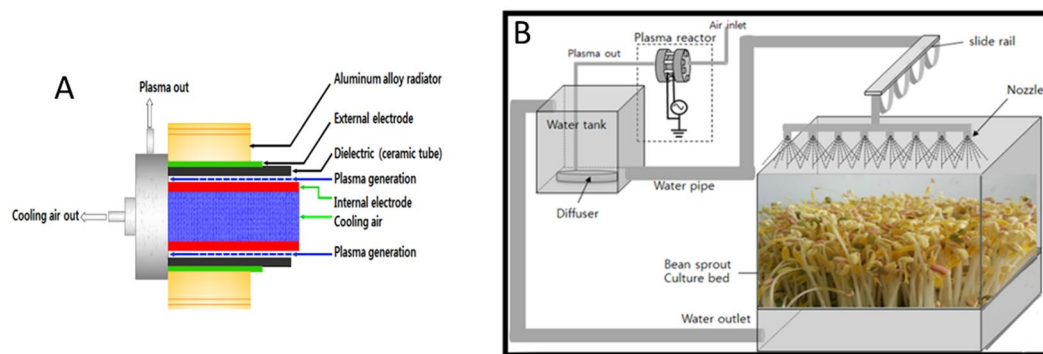 A
Plasma out
Aluminum alloy radiator
External electrode
Dielectric (ceramic tube)
Plasma generation
Internal electrode
Cooling air
Cooling air out
Plasma generation
B
Air inlet
Plasma reactor
Plasma out
slide rail
Nozzle
Water tank
Water pipe
Diffuser
Bean sprout
Culture bed
Water outlet